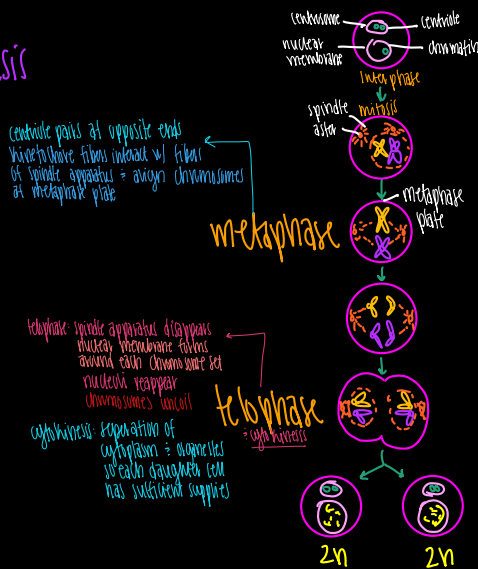 sis
centrosome
centriole
nuclear
membrane
chromatin
Interphase
mitosis
spindle
aster
centriole pairs at opposite ends
kinetochore fibers interact w/ fibers
of spindle apparatus : align chromosomes
at metaphase plate
metaphase
plate
metaphase
telophase: spindle apparatus disappears
nuclear membrane forms
around each chromosome set
nucleoli reappear
chromosomes uncoil
telophase
: cytokinesis
cytokinesis: seperation of
cytoplasm : organelles
so each daughter cell
has sufficient supplies
2n
2n